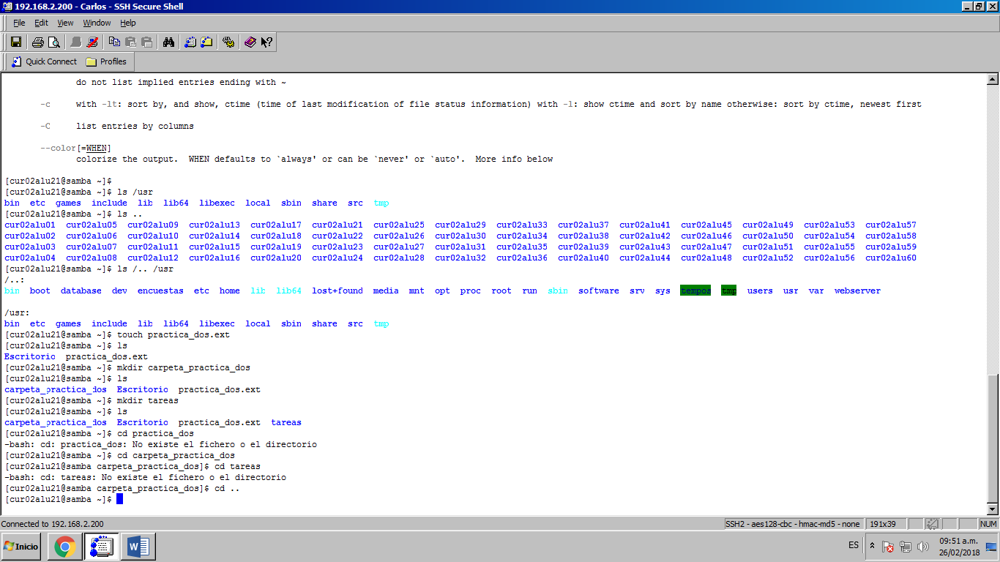 192.168.2.200 - Carlos - SSH Secure Shell
File Edit View Window Help
Quick Connect Profiles
do not list implied entries ending with ~
-c with -lt: sort by, and show, ctime (time of last modification of file status information) with -l: show ctime and sort by name otherwise: sort by ctime, newest first
-C list entries by columns
--color[=WHEN]
colorize the output. WHEN defaults to `always' or can be `never' or `auto'. More info below
[cur02alu21@samba ~]$
[cur02alu21@samba ~]$ ls /usr
bin etc games include lib lib64 libexec local sbin share src tmp
[cur02alu21@samba ~]$ ls ..
cur02alu01 cur02alu05 cur02alu09 cur02alu13 cur02alu17 cur02alu21 cur02alu25 cur02alu29 cur02alu33 cur02alu37 cur02alu41 cur02alu45 cur02alu49 cur02alu53 cur02alu57
cur02alu02 cur02alu06 cur02alu10 cur02alu14 cur02alu18 cur02alu22 cur02alu26 cur02alu30 cur02alu34 cur02alu38 cur02alu42 cur02alu46 cur02alu50 cur02alu54 cur02alu58
cur02alu03 cur02alu07 cur02alu11 cur02alu15 cur02alu19 cur02alu23 cur02alu27 cur02alu31 cur02alu35 cur02alu39 cur02alu43 cur02alu47 cur02alu51 cur02alu55 cur02alu59
cur02alu04 cur02alu08 cur02alu12 cur02alu16 cur02alu20 cur02alu24 cur02alu28 cur02alu32 cur02alu36 cur02alu40 cur02alu44 cur02alu48 cur02alu52 cur02alu56 cur02alu60
[cur02alu21@samba ~]$ ls /.. /usr
/..:
bin boot database dev encuestas etc home lib lib64 lost+found media mnt opt proc root run sbin software srv sys tempos tmp users usr var webserver
/usr:
bin etc games include lib lib64 libexec local sbin share src tmp
[cur02alu21@samba ~]$ touch practica_dos.ext
[cur02alu21@samba ~]$ ls
Escritorio practica_dos.ext
[cur02alu21@samba ~]$ mkdir carpeta_practica_dos
[cur02alu21@samba ~]$ ls
carpeta_practica_dos Escritorio practica_dos.ext
[cur02alu21@samba ~]$ mkdir tareas
[cur02alu21@samba ~]$ ls
carpeta_practica_dos Escritorio practica_dos.ext tareas
[cur02alu21@samba ~]$ cd practica_dos
-bash: cd: practica_dos: No existe el fichero o el directorio
[cur02alu21@samba ~]$ cd carpeta_practica_dos
[cur02alu21@samba carpeta_practica_dos]$ cd tareas
-bash: cd: tareas: No existe el fichero o el directorio
[cur02alu21@samba carpeta_practica_dos]$ cd ..
[cur02alu21@samba ~]$
Connected to 192.168.2.200 SSH2 - aes128-cbc - hmac-md5 - none 191x39 NUM
Inicio ES 09:51 a.m.
26/02/2018